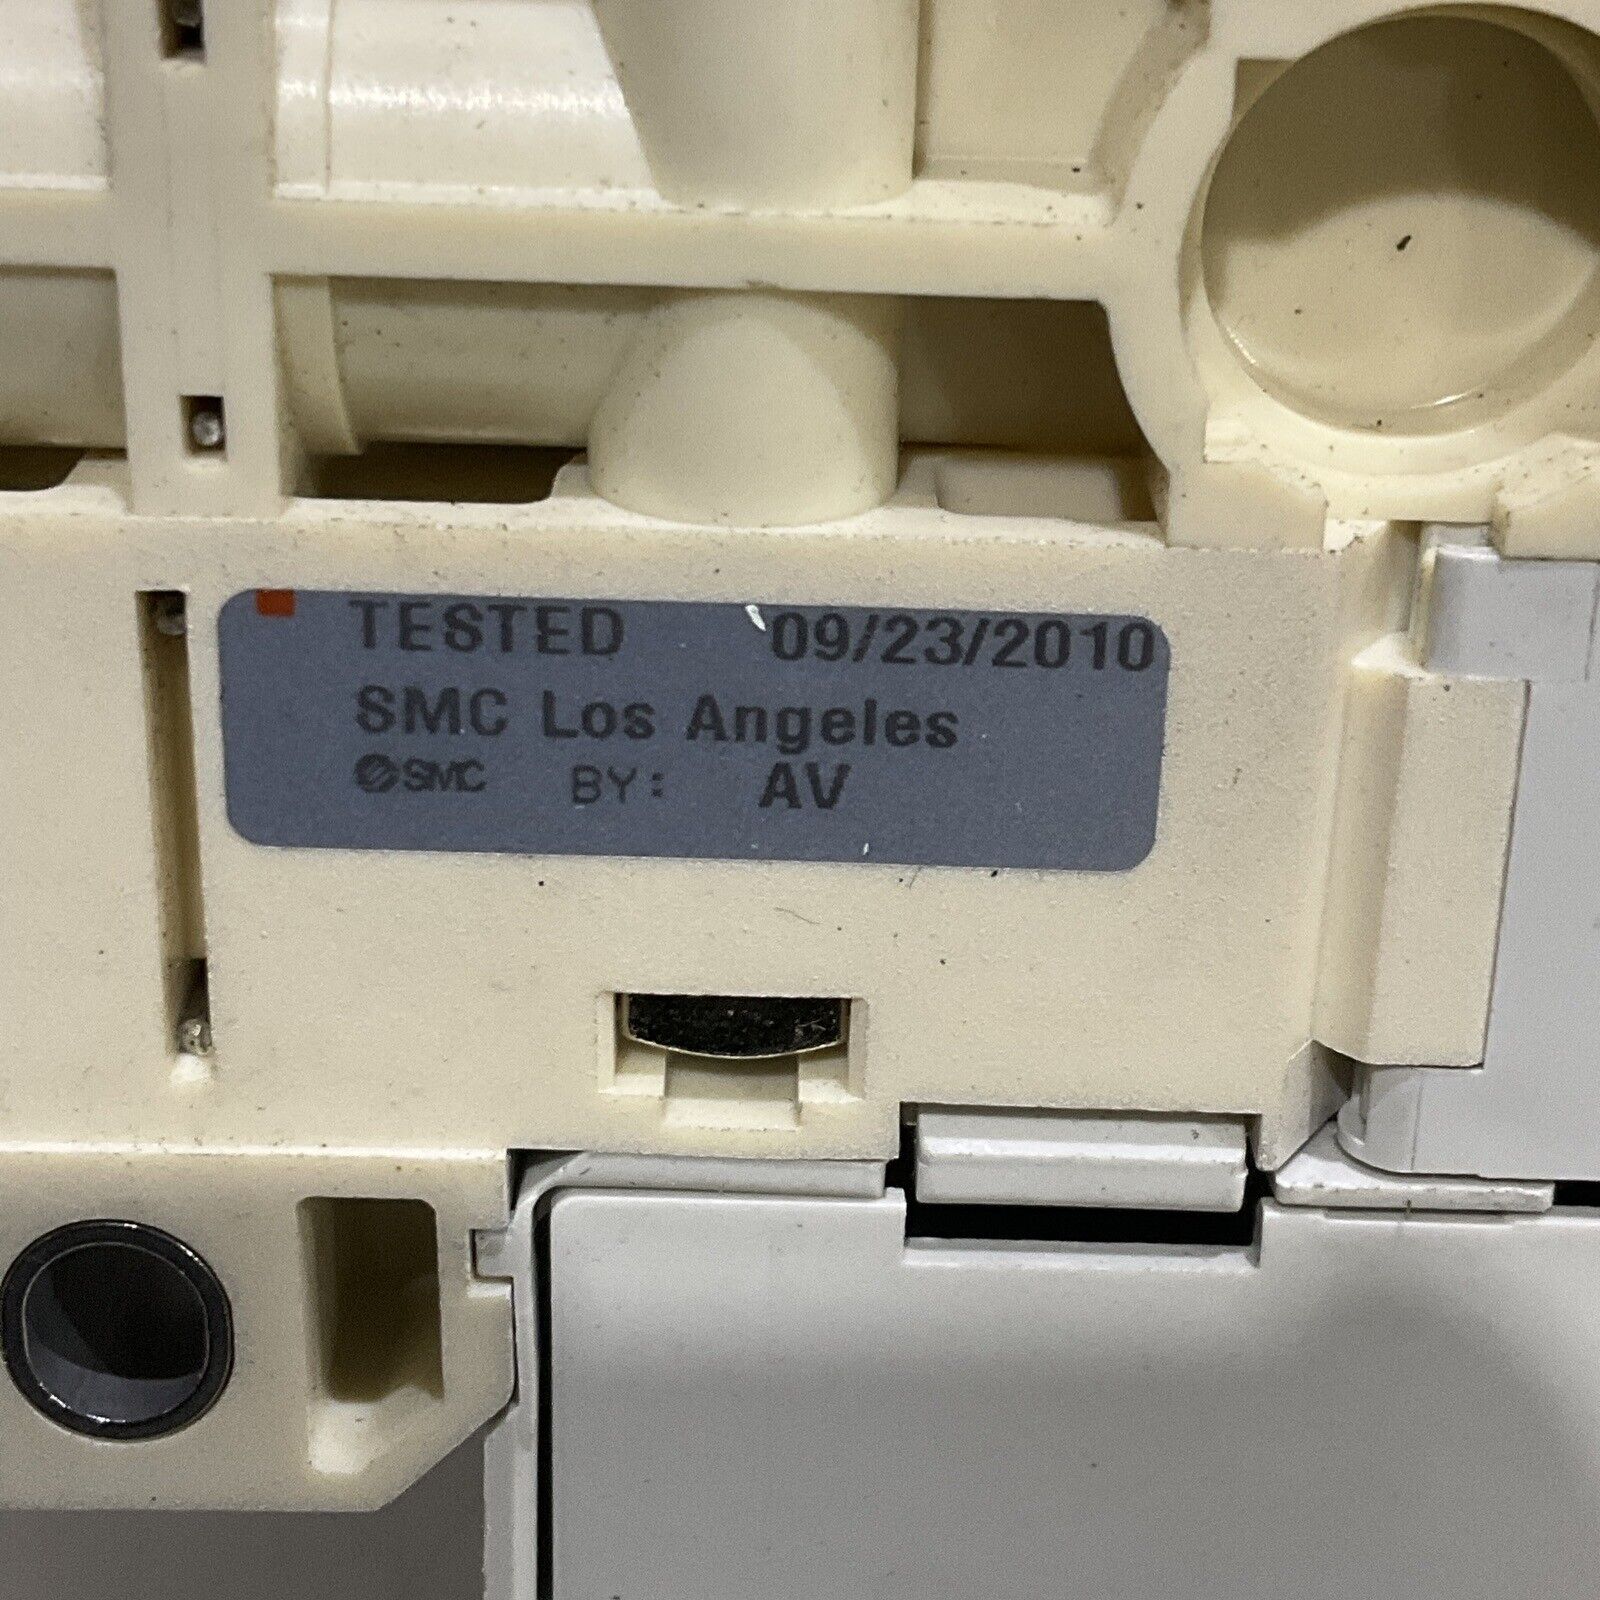 TESTED 09/23/2010
SMC Los Angeles
SMC BY: AV